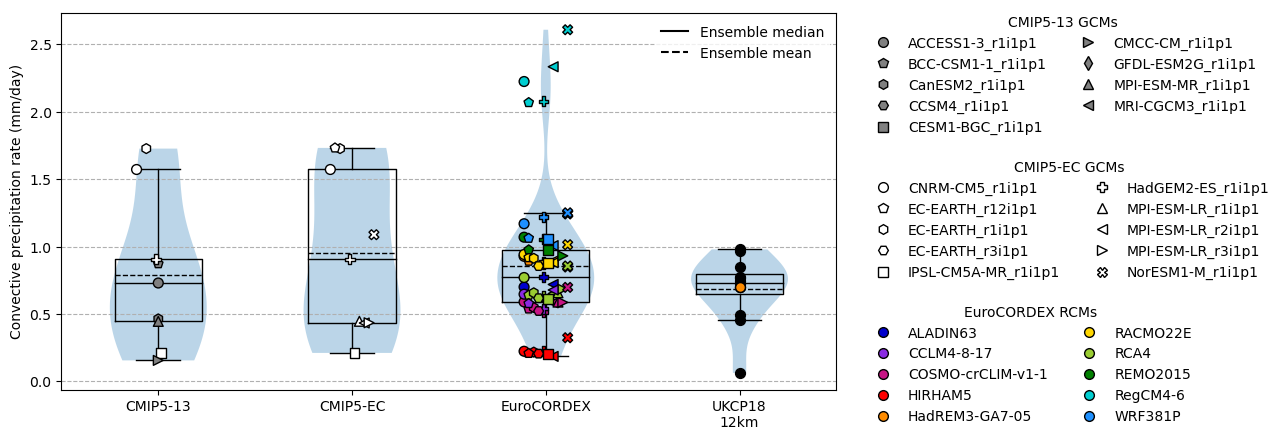 Convective precipitation rate (mm/day)
2.5
2.0
1.5
1.0
0.5
0.0
CMIP5-13
CMIP5-EC
EuroCORDEX
UKCP18
12km
Ensemble median
Ensemble mean
CMIP5-13 GCMs
ACCESS1-3_r1i1p1
BCC-CSM1-1_r1i1p1
CanESM2_r1i1p1
CCSM4_r1i1p1
CESM1-BGC_r1i1p1
CMCC-CM_r1i1p1
GFDL-ESM2G_r1i1p1
MPI-ESM-MR_r1i1p1
MRI-CGCM3_r1i1p1
CMIP5-EC GCMs
CNRM-CM5_r1i1p1
EC-EARTH_r12i1p1
EC-EARTH_r1i1p1
EC-EARTH_r3i1p1
IPSL-CM5A-MR_r1i1p1
HadGEM2-ES_r1i1p1
MPI-ESM-LR_r1i1p1
MPI-ESM-LR_r2i1p1
MPI-ESM-LR_r3i1p1
NorESM1-M_r1i1p1
EuroCORDEX RCMs
ALADIN63
CCLM4-8-17
COSMO-crCLIM-v1-1
HIRHAM5
HadREM3-GA7-05
RACMO22E
RCA4
REMO2015
RegCM4-6
WRF381P